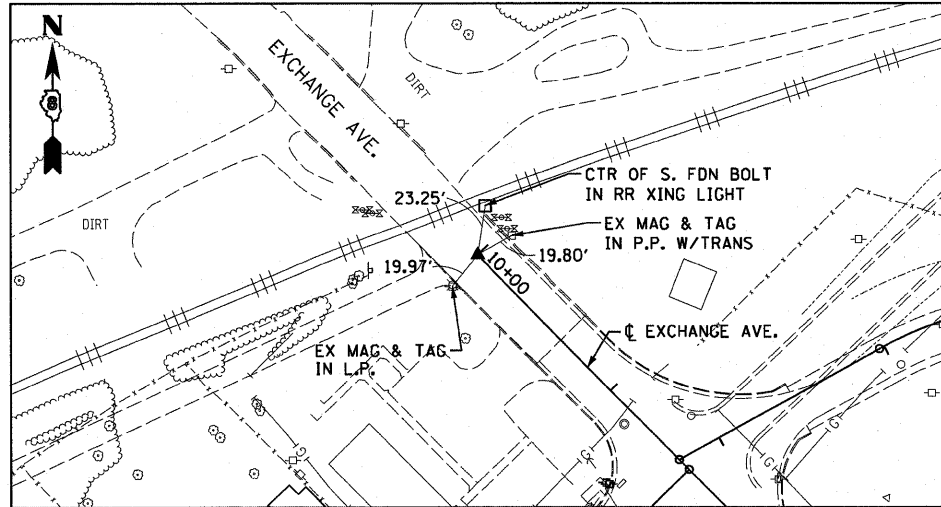 N
8
EXCHANGE AVE.
DIRT
DIRT
23.25'
CTR OF S. FDN BOLT
IN RR XING LIGHT
EX MAG & TAG
IN P.P. W/TRANS
19.80'
19.97'
10+00
℄ EXCHANGE AVE.
EX MAG & TAG
IN L.P.
G
G
G
G
G